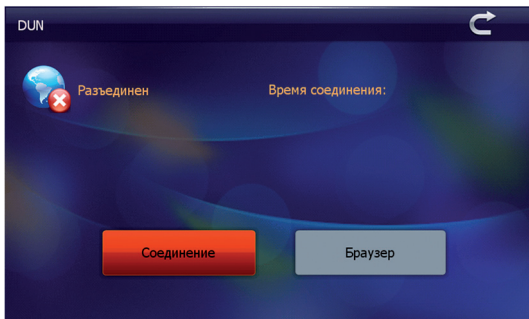 DUN
Разъединен
Время соединения:
Соединение
Браузер